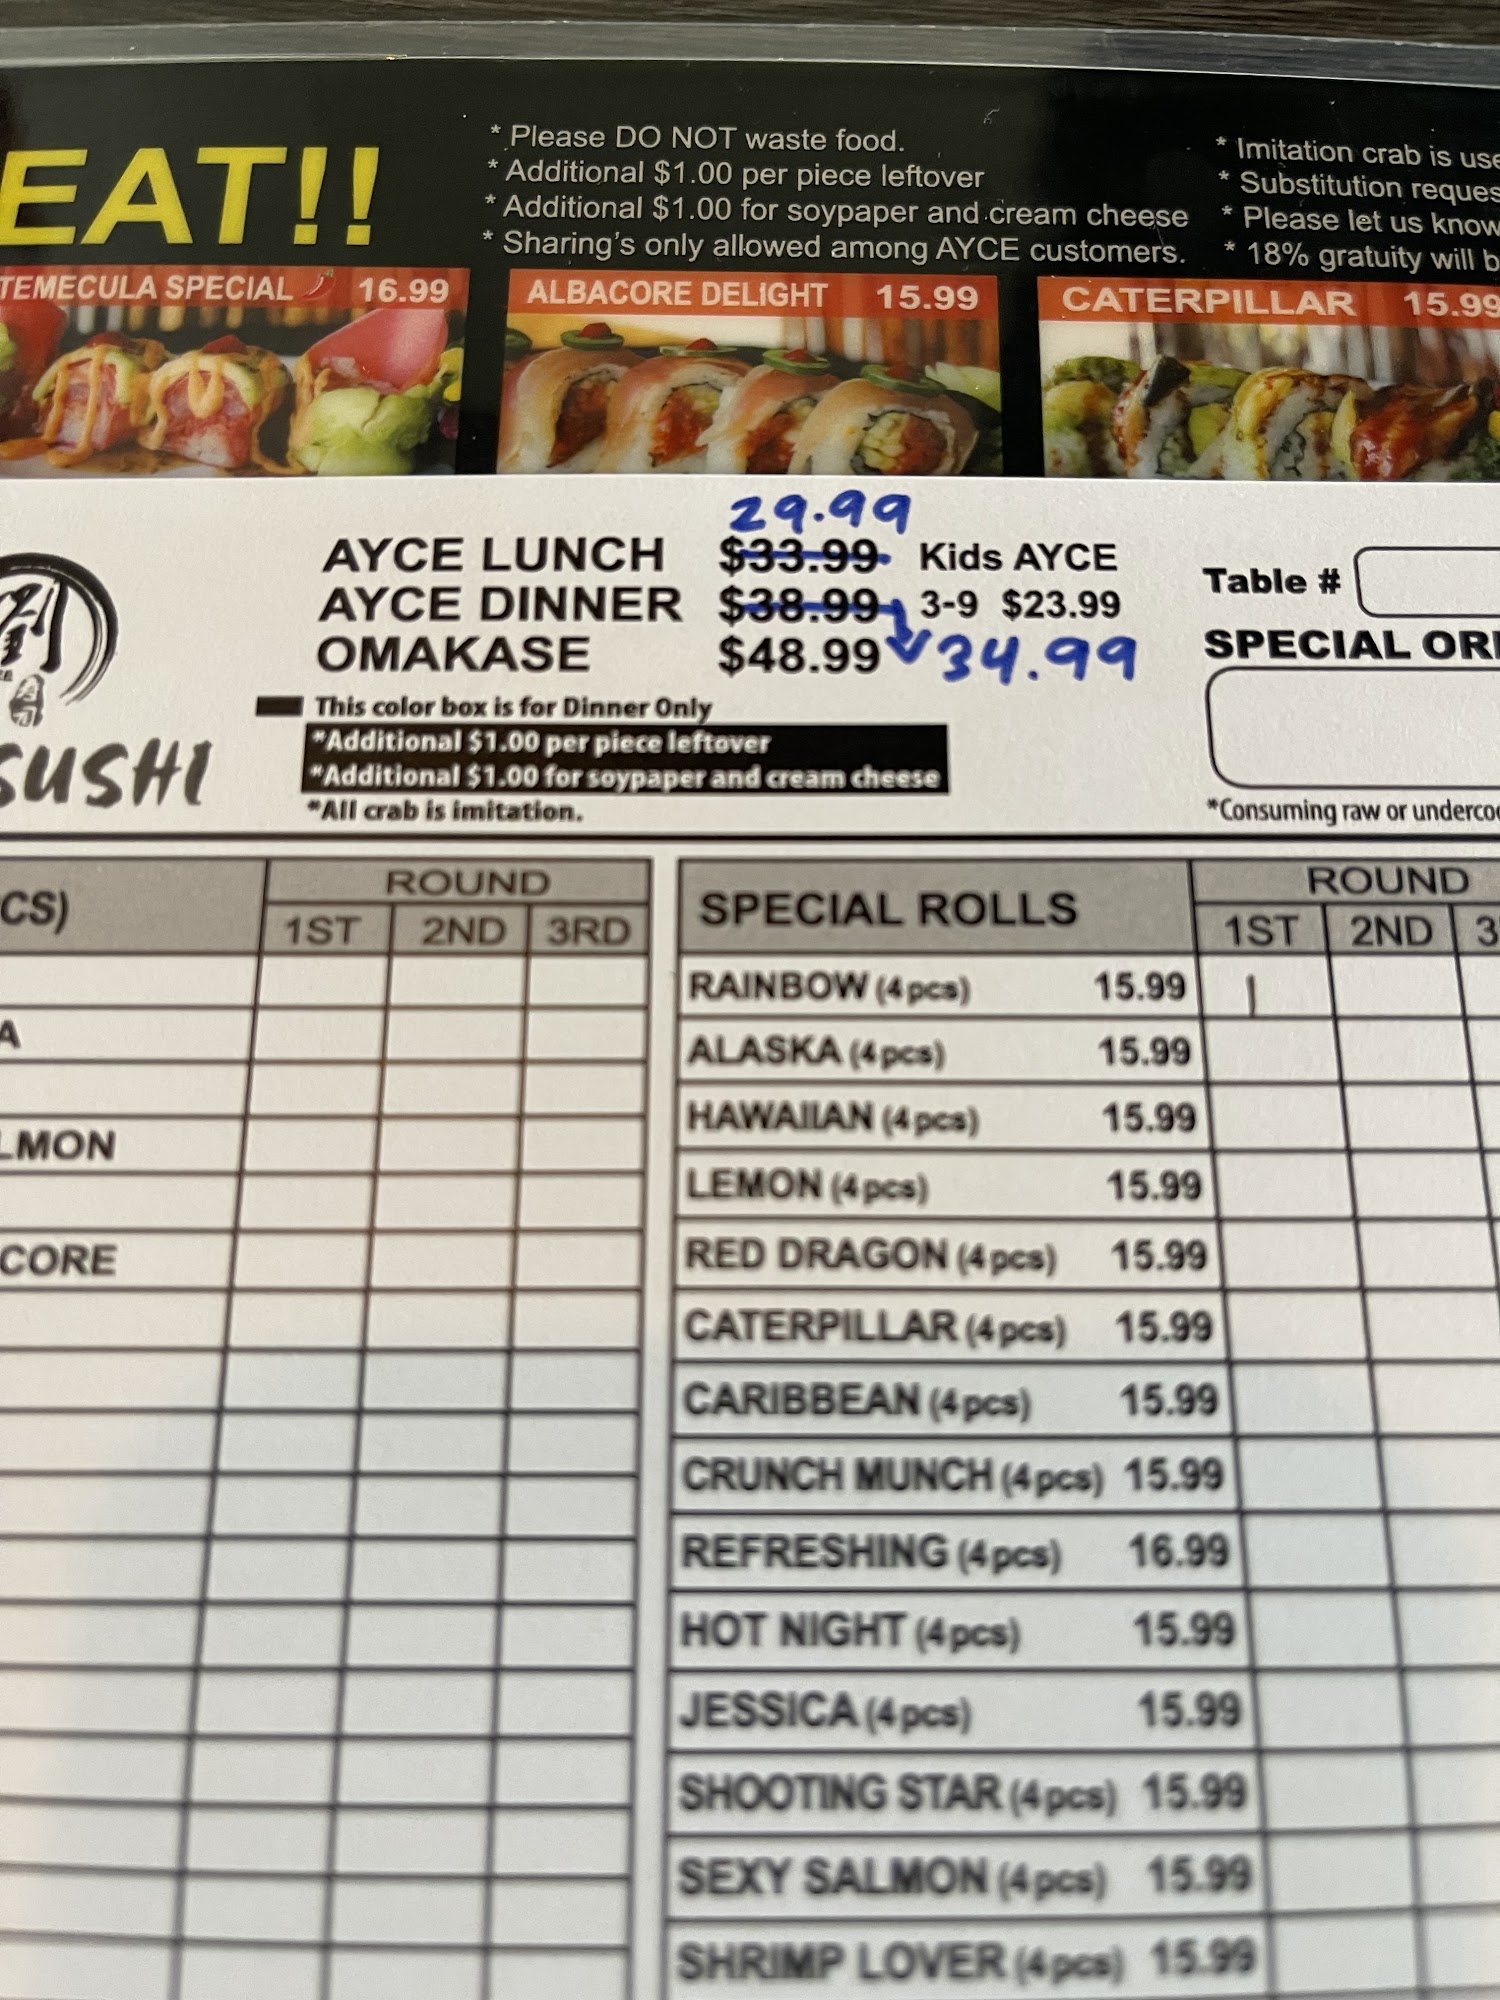 EAT!!
* Please DO NOT waste food.
* Additional $1.00 per piece leftover
* Additional $1.00 for soypaper and cream cheese
* Sharing's only allowed among AYCE customers.
* Imitation crab is use
* Substitution reques
* Please let us know
* 18% gratuity will b
TEMECULA SPECIAL 16.99
ALBACORE DELIGHT 15.99
CATERPILLAR 15.99
29.99
AYCE LUNCH $33.99 Kids AYCE
AYCE DINNER $38.99 3-9 $23.99
OMAKASE $48.99 34.99
This color box is for Dinner Only
*Additional $1.00 per piece leftover
*Additional $1.00 for soypaper and cream cheese
*All crab is imitation.
SUSHI
Table #
SPECIAL ORD
*Consuming raw or undercoo
CS)
ROUND
1ST 2ND 3RD
A
LMON
CORE
SPECIAL ROLLS
ROUND
1ST 2ND 3
RAINBOW (4pcs) 15.99 1
ALASKA (4pcs) 15.99
HAWAIIAN (4pcs) 15.99
LEMON (4pcs) 15.99
RED DRAGON (4pcs) 15.99
CATERPILLAR (4pcs) 15.99
CARIBBEAN (4pcs) 15.99
CRUNCH MUNCH (4pcs) 15.99
REFRESHING (4pcs) 16.99
HOT NIGHT (4pcs) 15.99
JESSICA (4pcs) 15.99
SHOOTING STAR (4pcs) 15.99
SEXY SALMON (4pcs) 15.99
SHRIMP LOVER (4pcs) 15.99